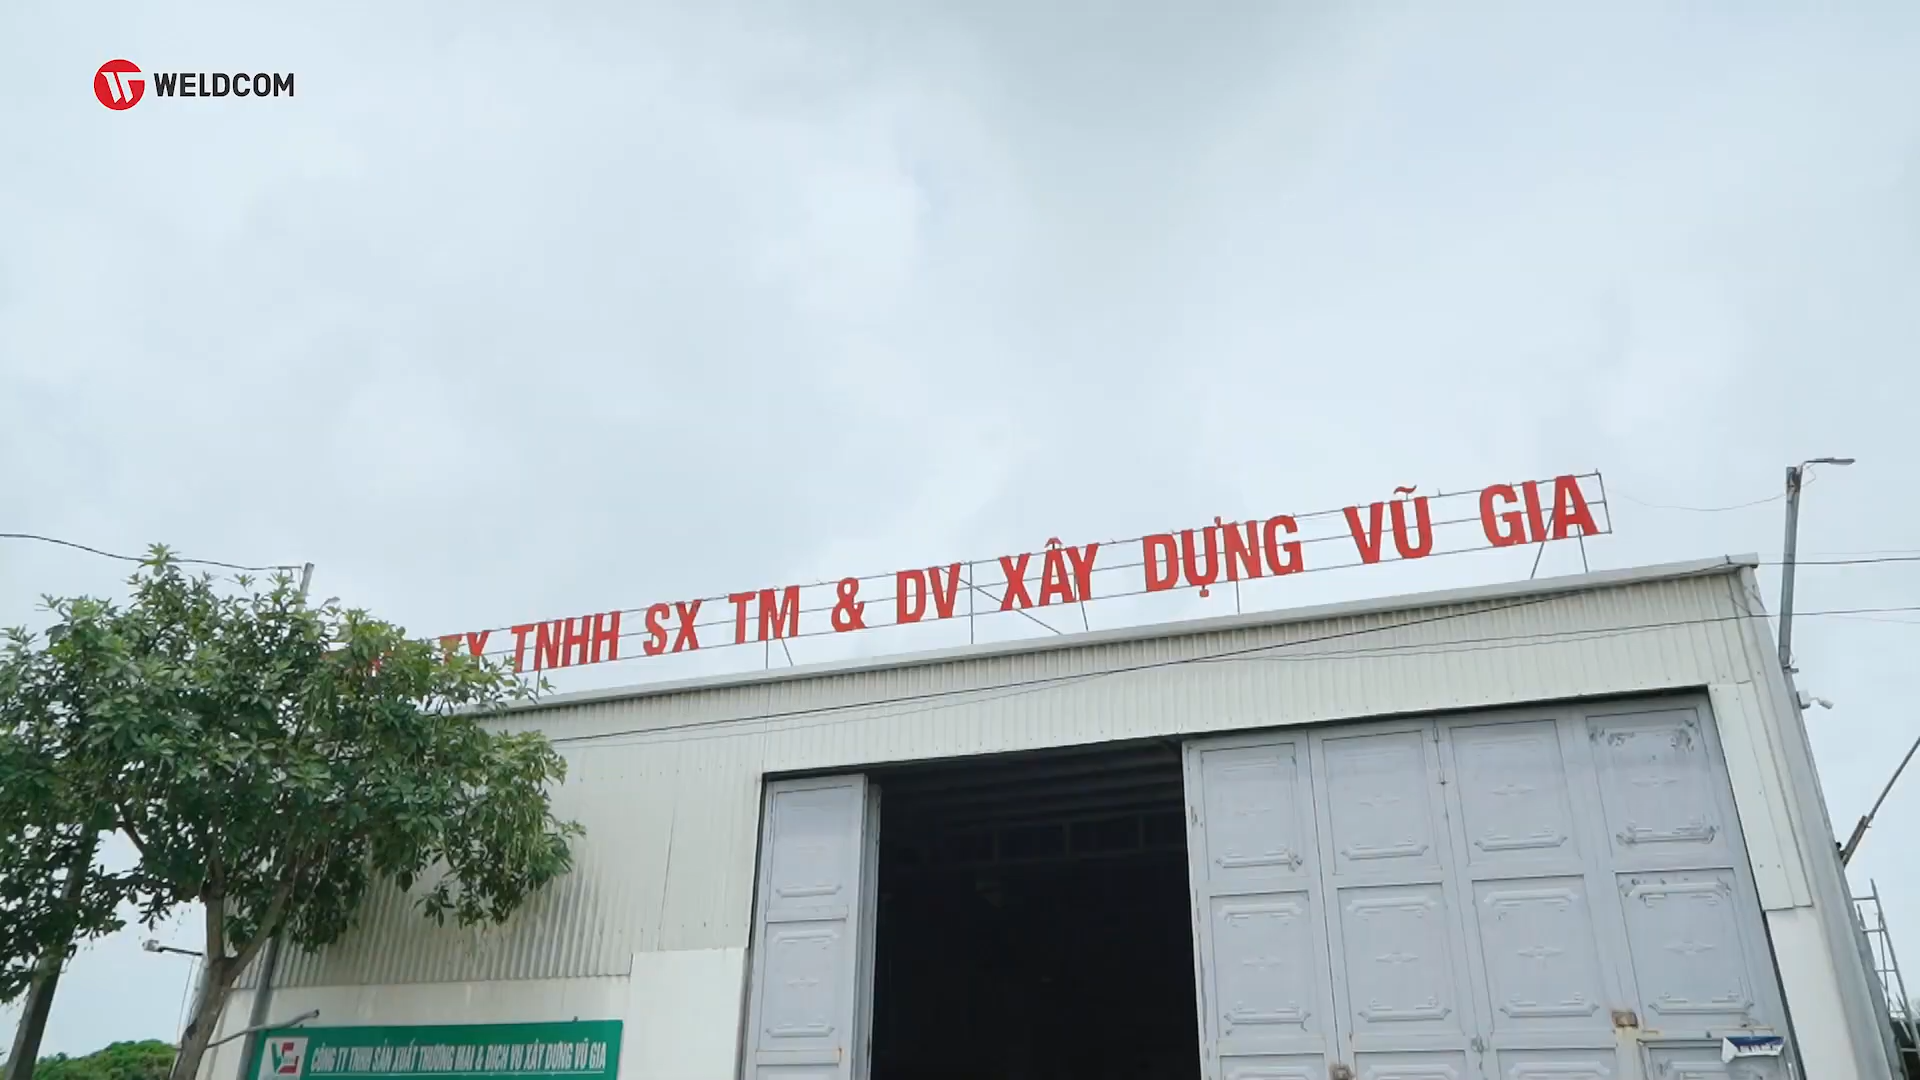 WELDCOM
TY TNHH SX TM & DV XÂY DỰNG VŨ GIA
CÔNG TY TNHH SẢN XUẤT THƯƠNG MẠI & DỊCH VỤ XÂY DỰNG VŨ GIA